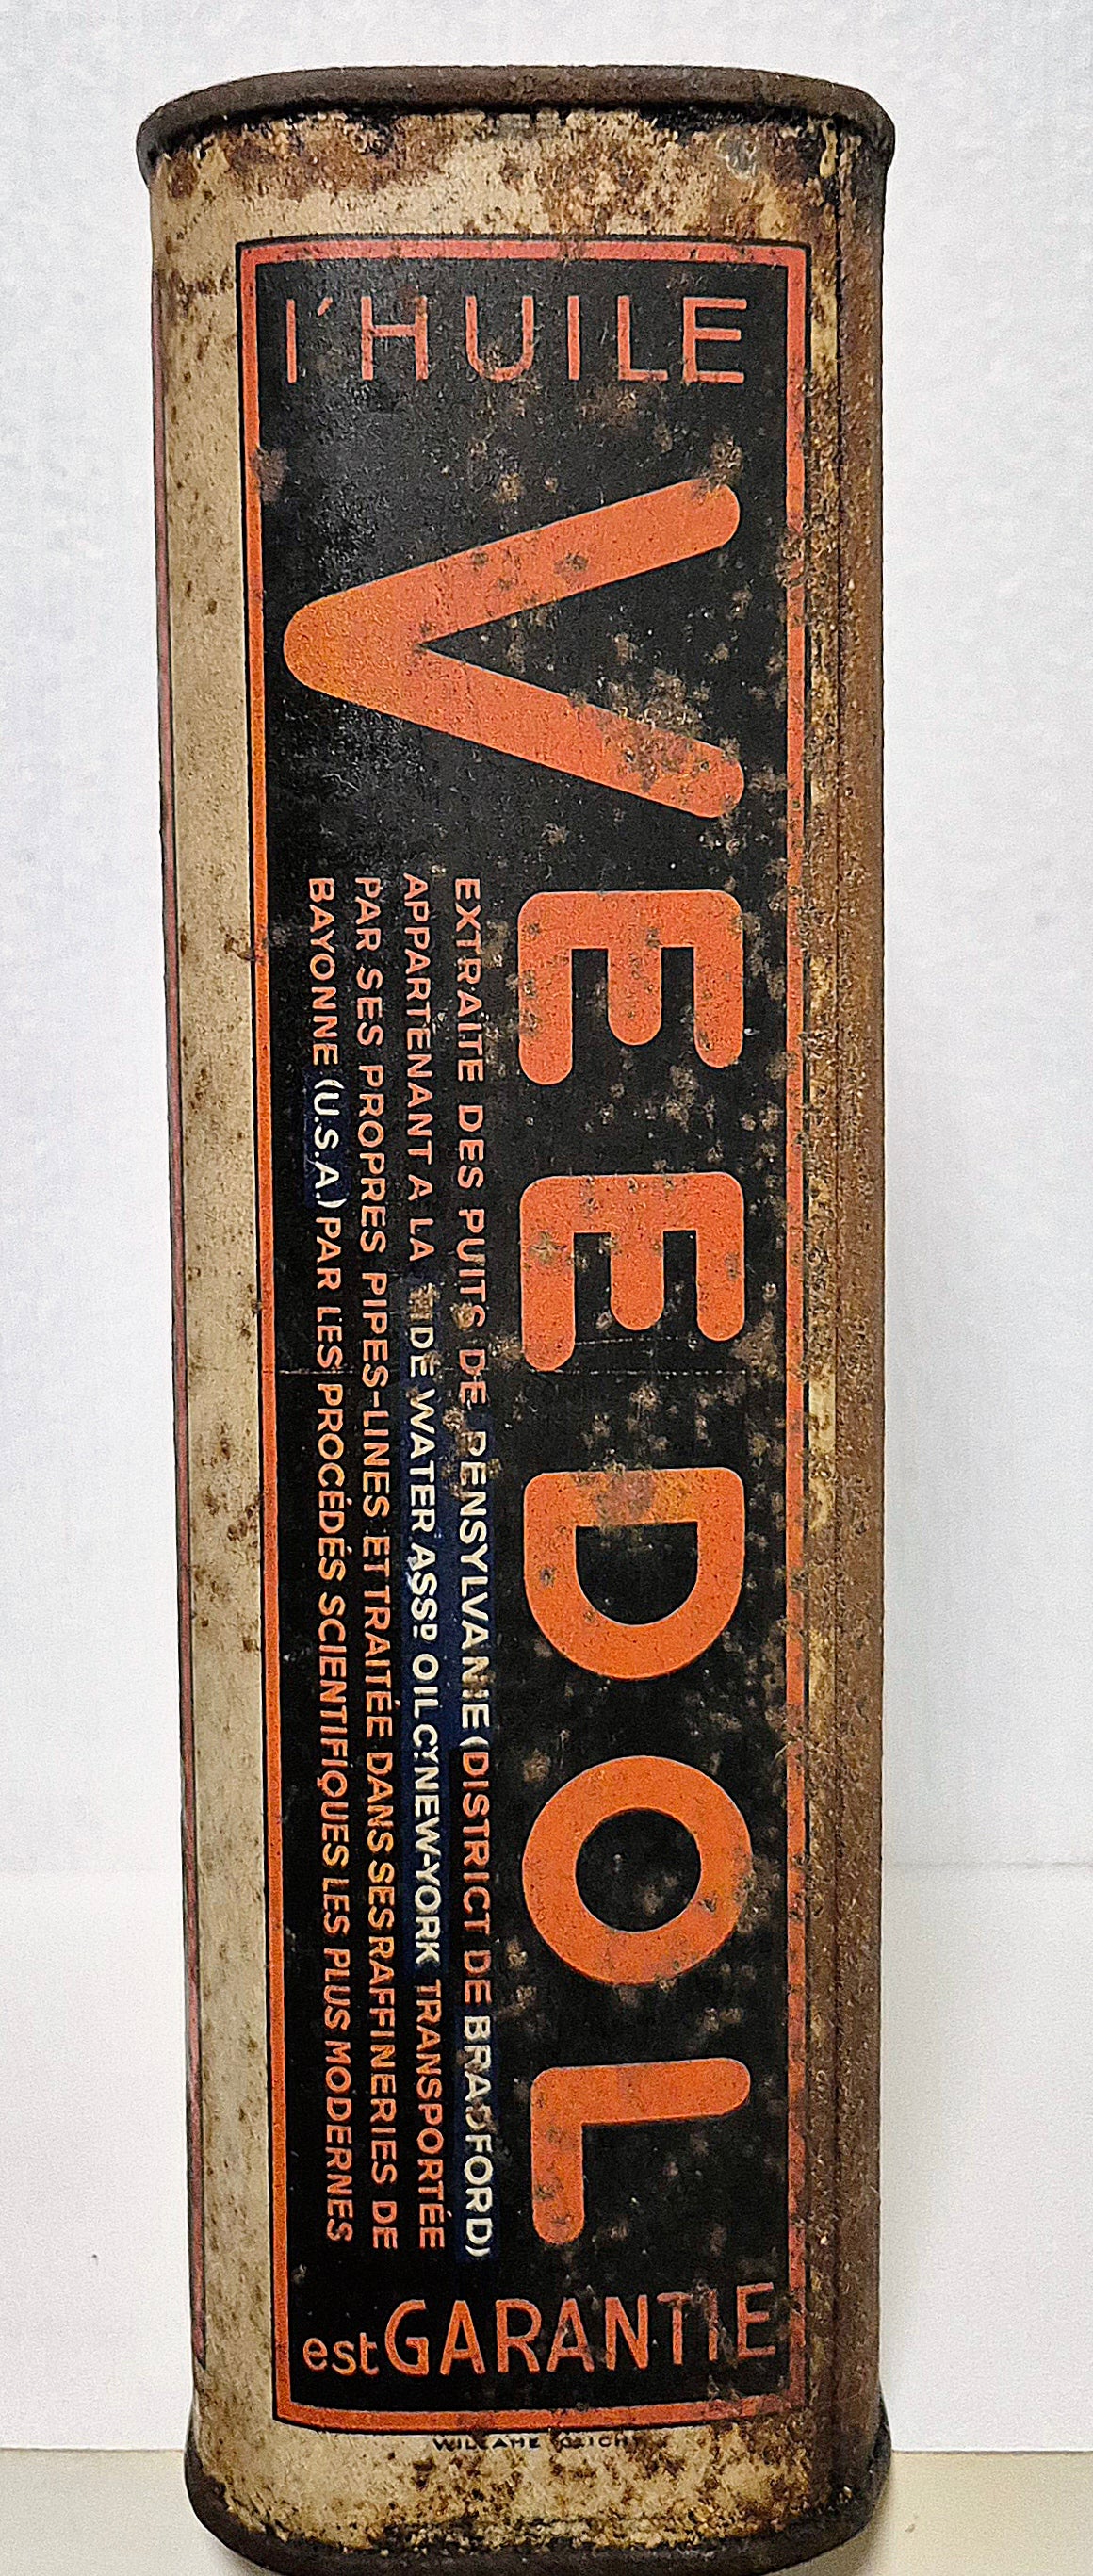 l'HUILE
VEEDOL
EXTRAITE DES PUITS DE PENSYLVANIE (DISTRICT DE BRADFORD)
APPARTENANT A LA TIDE WATER ASSD OIL CY NEW-YORK TRANSPORTÉE
PAR SES PROPRES PIPES-LINES ET TRAITÉE DANS SES RAFFINERIES DE
BAYONNE (U.S.A.) PAR LES PROCÉDÉS SCIENTIFIQUES LES PLUS MODERNES
est GARANTIE